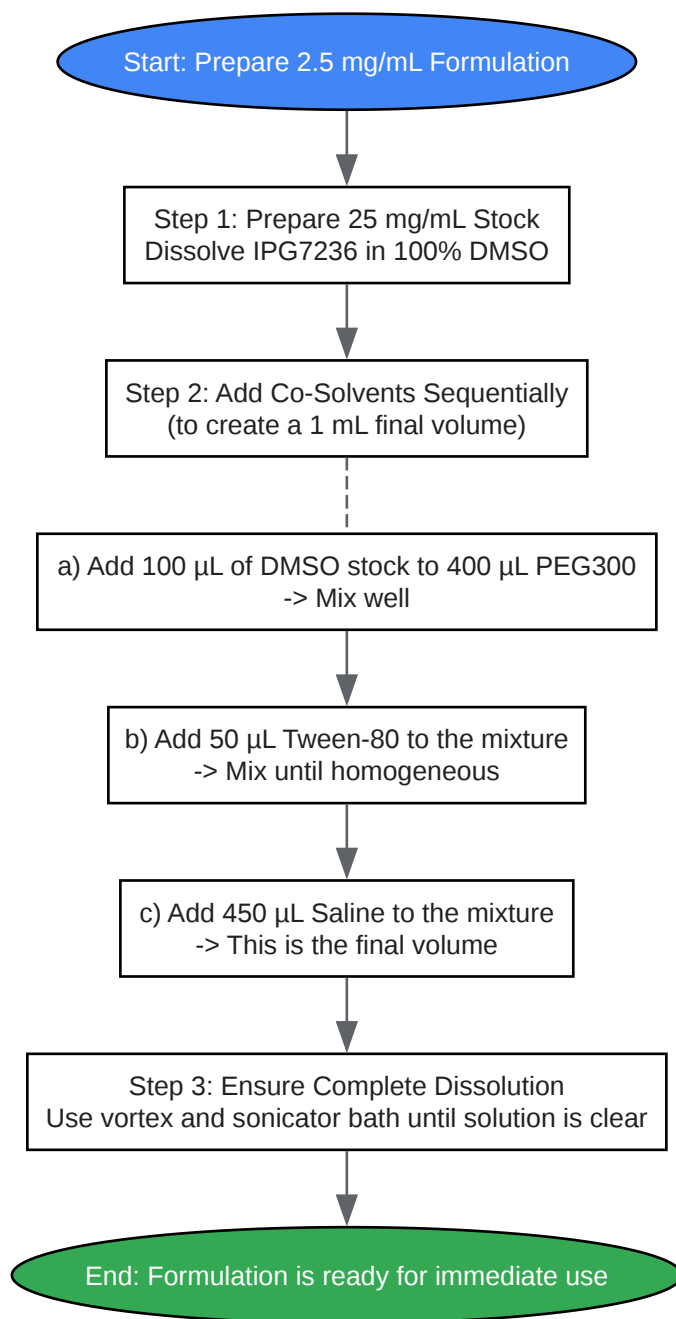 Start: Prepare 2.5 mg/mL Formulation
Step 1: Prepare 25 mg/mL Stock
Dissolve IPG7236 in 100% DMSO
Step 2: Add Co-Solvents Sequentially
(to create a 1 mL final volume)
a) Add 100 µL of DMSO stock to 400 µL PEG300
-> Mix well
b) Add 50 µL Tween-80 to the mixture
-> Mix until homogeneous
c) Add 450 µL Saline to the mixture
-> This is the final volume
Step 3: Ensure Complete Dissolution
Use vortex and sonicator bath until solution is clear
End: Formulation is ready for immediate use